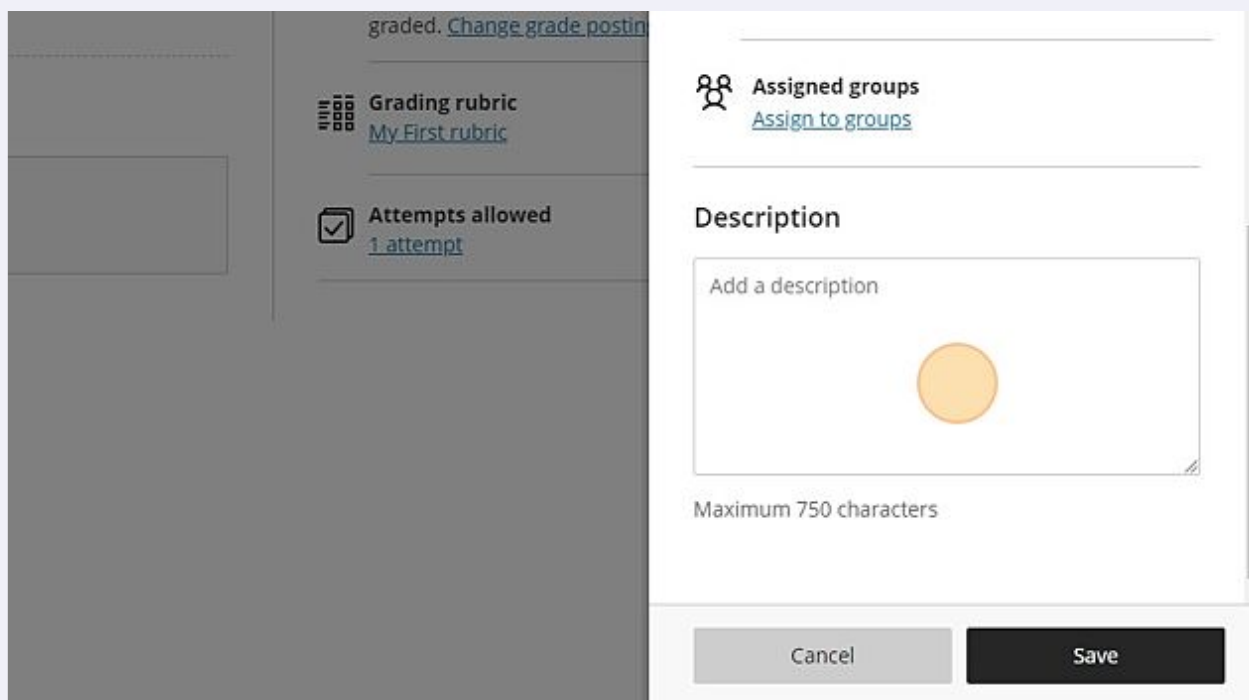 graded. Change grade posting
Grading rubric
My First rubric
Attempts allowed
1 attempt
Assigned groups
Assign to groups
Description
Add a description
Maximum 750 characters
Cancel
Save